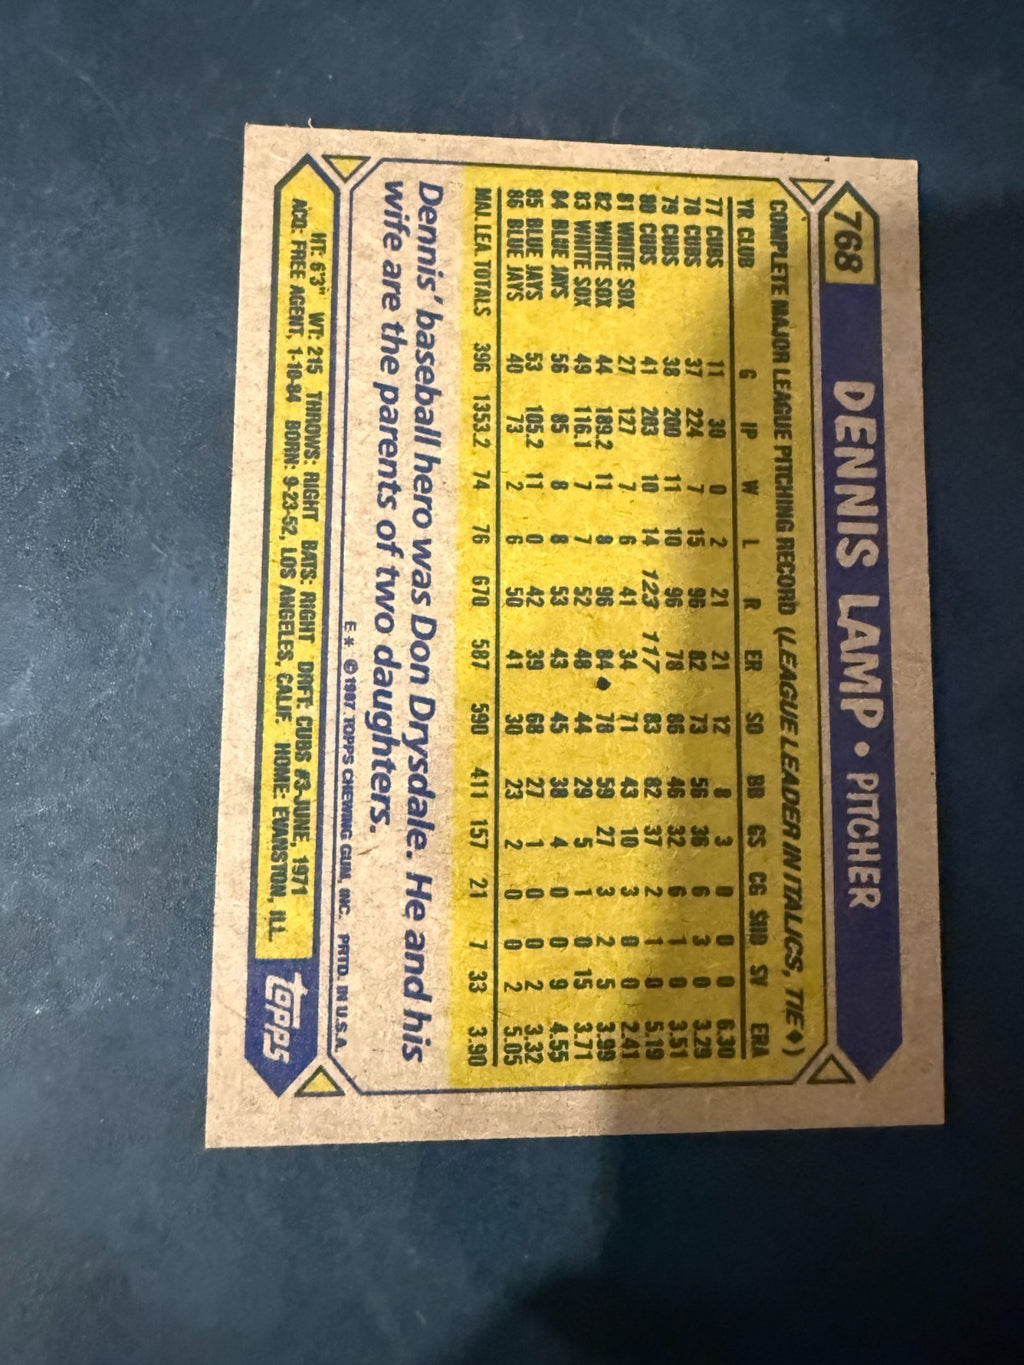 768 DENNIS LAMP • PITCHER
COMPLETE MAJOR LEAGUE PITCHING RECORD (LEAGUE LEADER IN ITALICS, TIE ♦)
YR CLUB G IP W L R ER SO BB GS CG SHO SV ERA
77 CUBS 11 30 0 2 21 21 12 8 3 0 0 0 6.30
78 CUBS 37 224 7 15 96 82 73 56 36 6 3 0 3.29
79 CUBS 38 200 11 10 96 78 86 46 32 6 1 0 3.51
80 CUBS 41 203 10 14 123 117 83 82 37 2 1 0 5.19
81 WHITE SOX 27 127 7 6 41 34 71 43 10 3 0 0 2.41
82 WHITE SOX 44 189.2 11 8 96 84♦ 78 59 27 3 2 5 3.99
83 WHITE SOX 49 116.1 7 7 52 48 44 29 5 1 0 15 3.71
84 BLUE JAYS 56 85 8 8 53 43 45 38 4 0 0 9 4.55
85 BLUE JAYS 53 105.2 11 0 42 39 68 27 1 0 0 2 3.32
86 BLUE JAYS 40 73 2 6 50 41 30 23 2 0 0 2 5.05
MAJ. LEA. TOTALS 396 1353.2 74 76 670 587 590 411 157 21 7 33 3.90
Dennis' baseball hero was Don Drysdale. He and his
wife are the parents of two daughters.
E* © 1987 TOPPS CHEWING GUM, INC. PRTD. IN U.S.A.
HT: 6'3" WT: 215 THROWS: RIGHT BATS: RIGHT DRFT: CUBS #3-JUNE, 1971
ACQ: FREE AGENT, 1-10-84 BORN: 9-23-52, LOS ANGELES, CALIF. HOME: EVANSTON, ILL.
topps